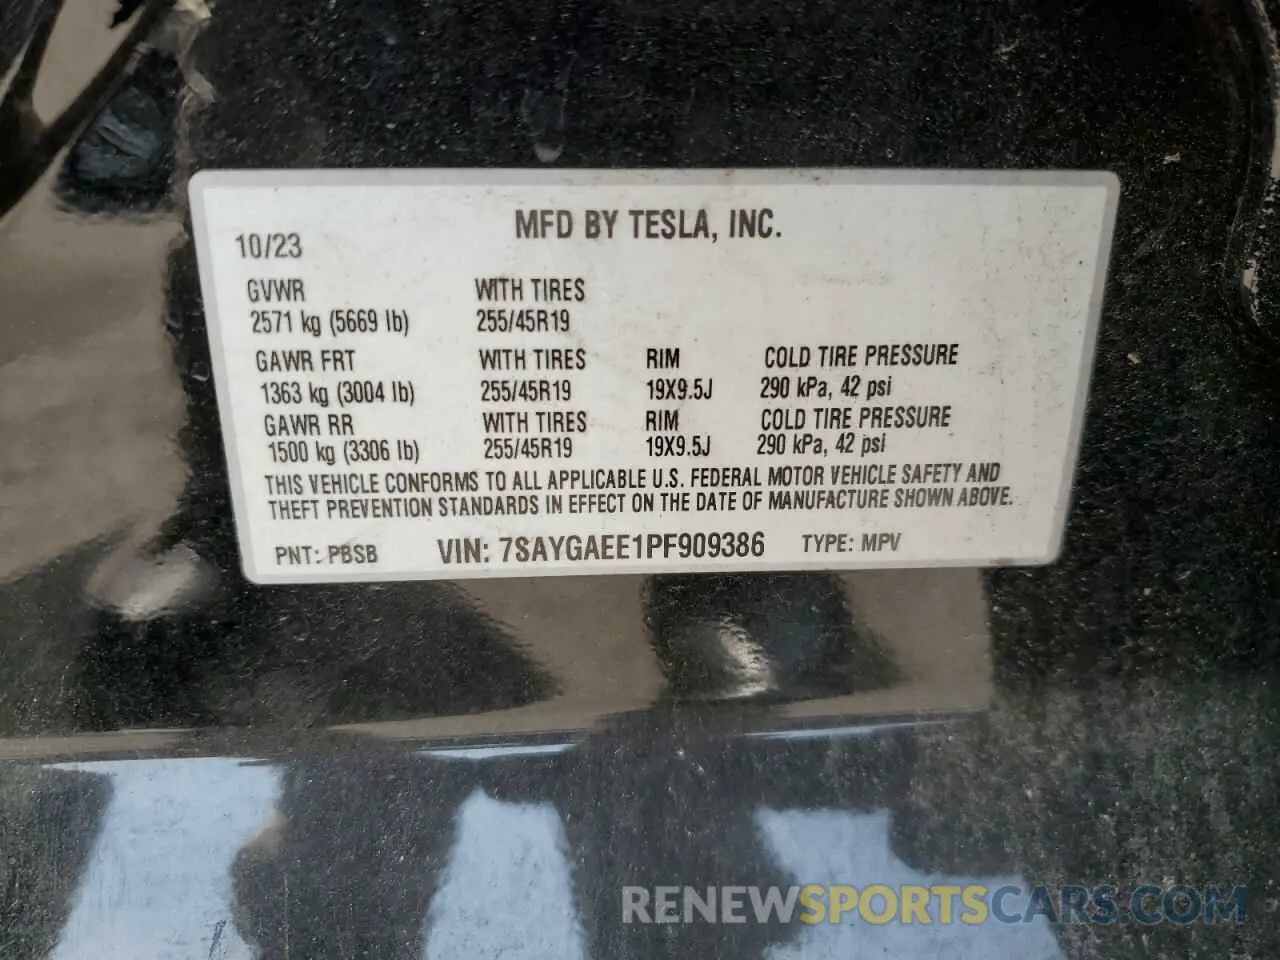 MFD BY TESLA, INC.
10/23
GVWR WITH TIRES
2571 kg (5669 lb) 255/45R19
GAWR FRT WITH TIRES RIM COLD TIRE PRESSURE
1363 kg (3004 lb) 255/45R19 19X9.5J 290 kPa, 42 psi
GAWR RR WITH TIRES RIM COLD TIRE PRESSURE
1500 kg (3306 lb) 255/45R19 19X9.5J 290 kPa, 42 psi
THIS VEHICLE CONFORMS TO ALL APPLICABLE U.S. FEDERAL MOTOR VEHICLE SAFETY AND
THEFT PREVENTION STANDARDS IN EFFECT ON THE DATE OF MANUFACTURE SHOWN ABOVE.
PNT: PBSB VIN: 7SAYGAEE1PF909386 TYPE: MPV
RENEWSPORTSCARS.COM